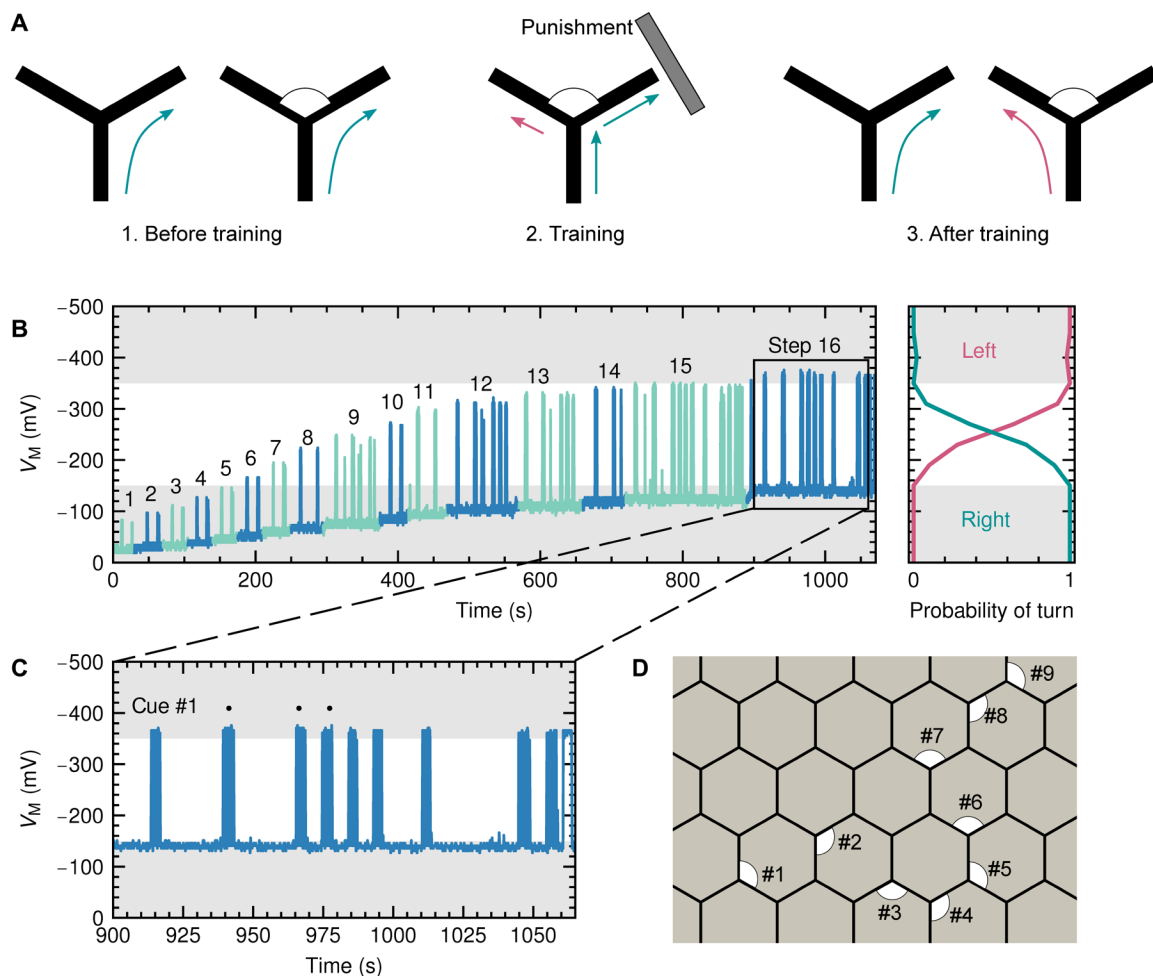 A
Punishment
1. Before training
2. Training
3. After training
B
−500
−400
−300
−200
−100
0
V_M (mV)
1 2 3 4 5 6 7 8 9 10 11 12 13 14 15
Step 16
0 200 400 600 800 1000
Time (s)
Left
Right
0 1
Probability of turn
C
−500
−400
−300
−200
−100
0
V_M (mV)
Cue #1
900 925 950 975 1000 1025 1050
Time (s)
D
#9
#8
#7
#6
#2
#1
#5
#3
#4